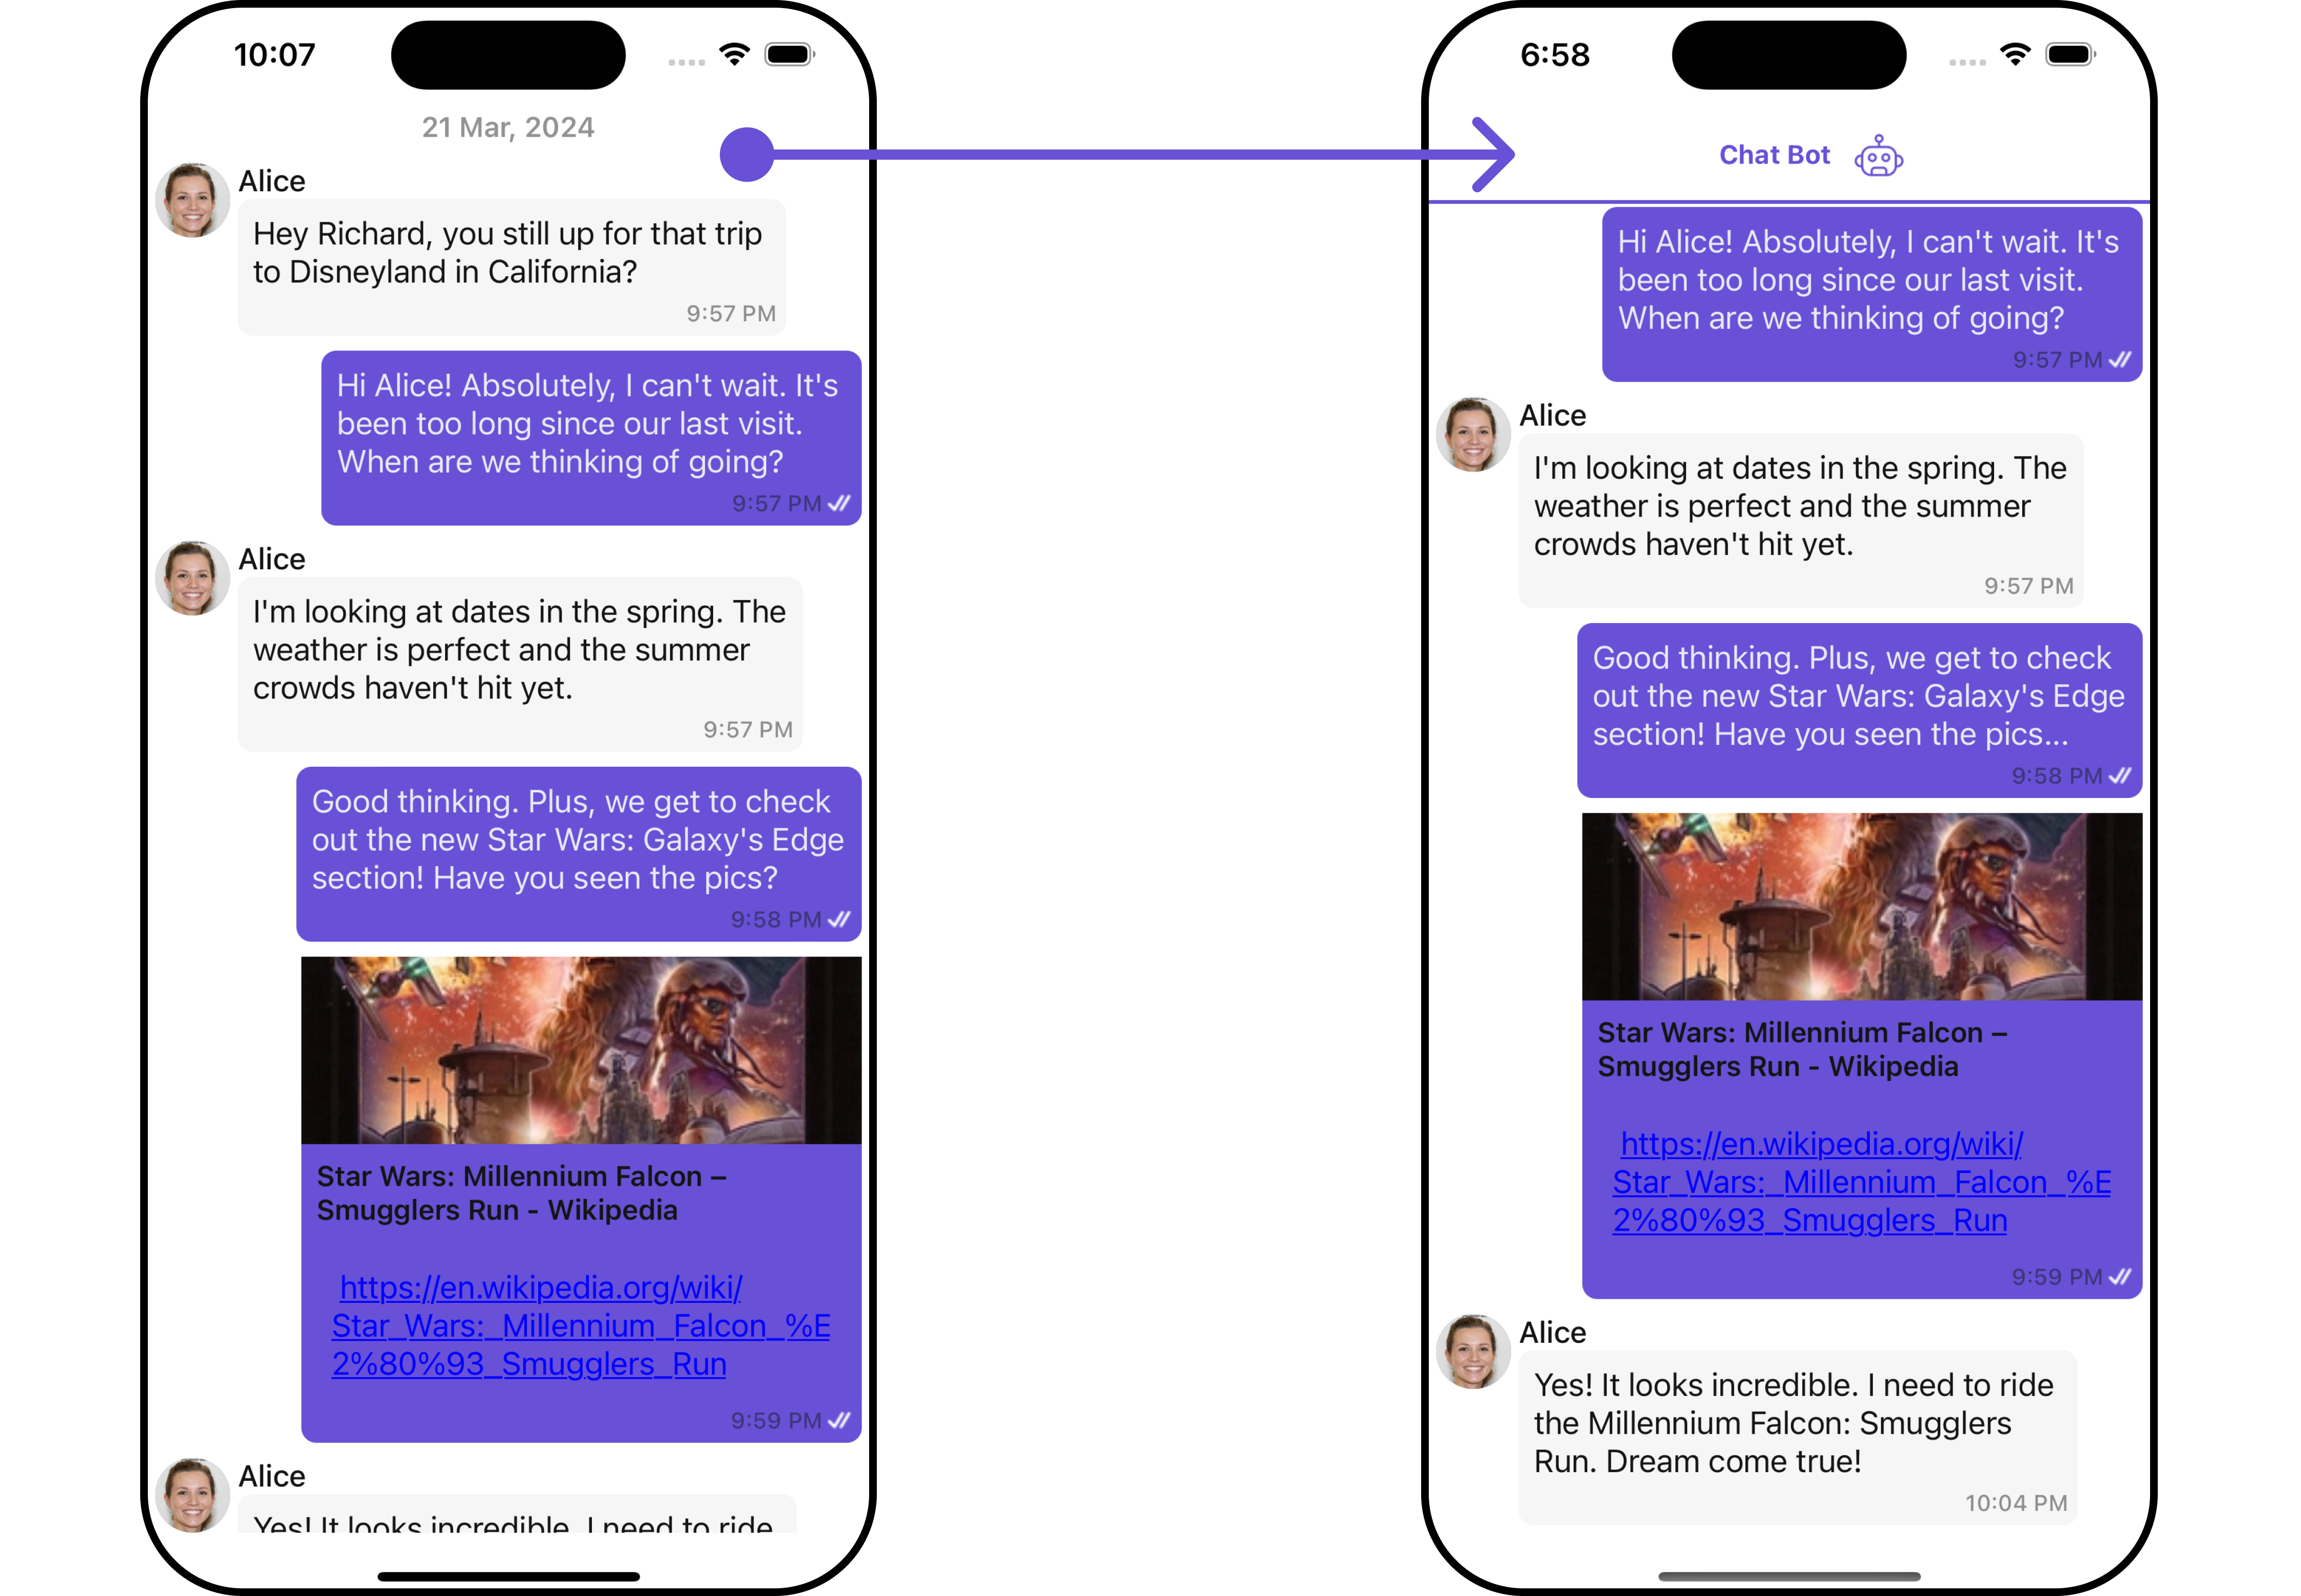 10:07
21 Mar, 2024
Alice
Hey Richard, you still up for that trip
to Disneyland in California?
9:57 PM
Hi Alice! Absolutely, I can't wait. It's
been too long since our last visit.
When are we thinking of going?
9:57 PM
Alice
I'm looking at dates in the spring. The
weather is perfect and the summer
crowds haven't hit yet.
9:57 PM
Good thinking. Plus, we get to check
out the new Star Wars: Galaxy's Edge
section! Have you seen the pics?
9:58 PM
Star Wars: Millennium Falcon –
Smugglers Run - Wikipedia
https://en.wikipedia.org/wiki/
Star_Wars:_Millennium_Falcon_%E
2%80%93_Smugglers_Run
9:59 PM
Alice
Yes! It looks incredible. I need to ride
6:58
Chat Bot
Hi Alice! Absolutely, I can't wait. It's
been too long since our last visit.
When are we thinking of going?
9:57 PM
Alice
I'm looking at dates in the spring. The
weather is perfect and the summer
crowds haven't hit yet.
9:57 PM
Good thinking. Plus, we get to check
out the new Star Wars: Galaxy's Edge
section! Have you seen the pics...
9:58 PM
Star Wars: Millennium Falcon –
Smugglers Run - Wikipedia
https://en.wikipedia.org/wiki/
Star_Wars:_Millennium_Falcon_%E
2%80%93_Smugglers_Run
9:59 PM
Alice
Yes! It looks incredible. I need to ride
the Millennium Falcon: Smugglers
Run. Dream come true!
10:04 PM